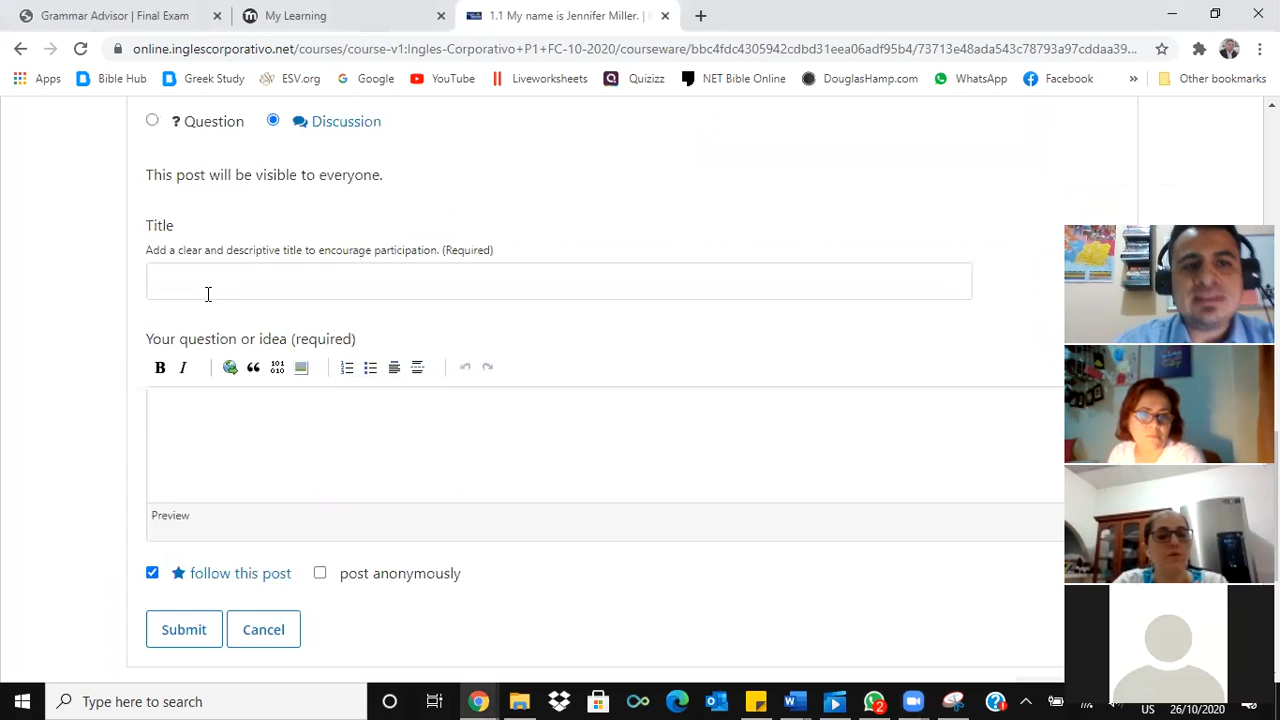 Grammar Advisor | Final Exam
My Learning
1.1 My name is Jennifer Miller. |
online.inglescorporativo.net/courses/course-v1:Ingles-Corporativo+P1+FC-10-2020/courseware/bbc4fdc4305942cdbd31eea06adf95b4/73713e48ada543c78793a97cddaa39...
Apps
Bible Hub
Greek Study
ESV.org
Google
YouTube
Liveworksheets
Quizizz
NET Bible Online
DouglasHamp.com
WhatsApp
Facebook
»
Other bookmarks
? Question
Discussion
This post will be visible to everyone.
Title
Add a clear and descriptive title to encourage participation. (Required)
Your question or idea (required)
B I
Preview
follow this post
post anonymously
Submit
Cancel
Type here to search
2
US
26/10/2020